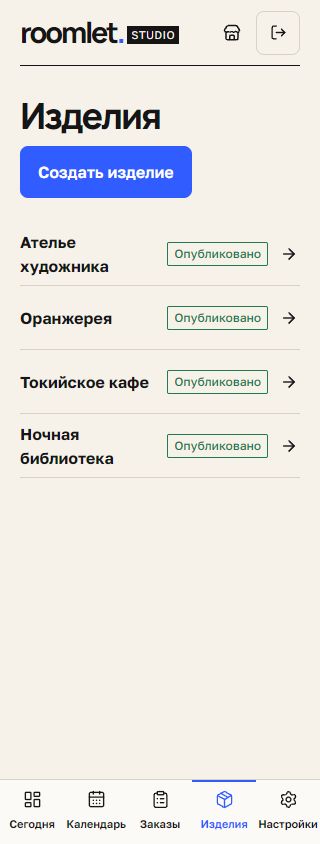 roomlet. STUDIO
Изделия
Создать изделие
Ателье
художника
Опубликовано
Оранжерея
Опубликовано
Токийское кафе
Опубликовано
Ночная
библиотека
Опубликовано
Сегодня
Календарь
Заказы
Изделия
Настройки